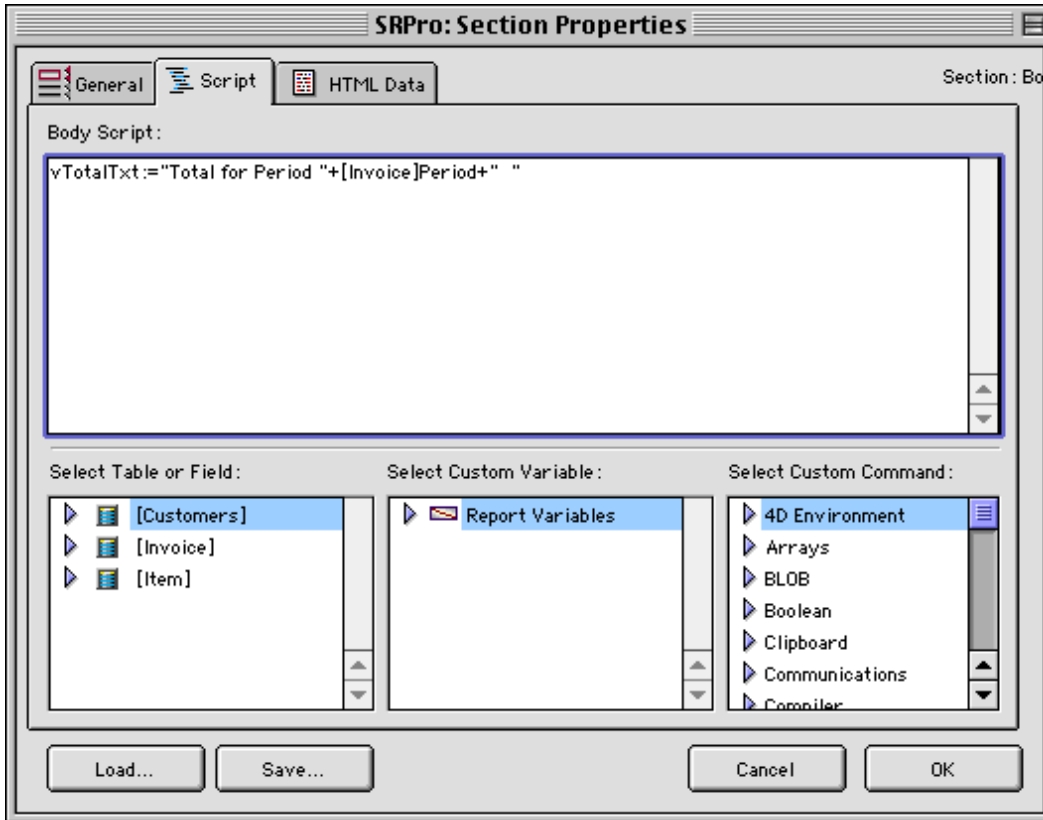 SRPro: Section Properties
General
Script
HTML Data
Section: Bo
Body Script:
vTotalTxt:="Total for Period "+[Invoice]Period+"  "
Select Table or Field:
[Customers]
[Invoice]
[Item]
Select Custom Variable:
Report Variables
Select Custom Command:
4D Environment
Arrays
BLOB
Boolean
Clipboard
Communications
Compiler
Load...
Save...
Cancel
OK